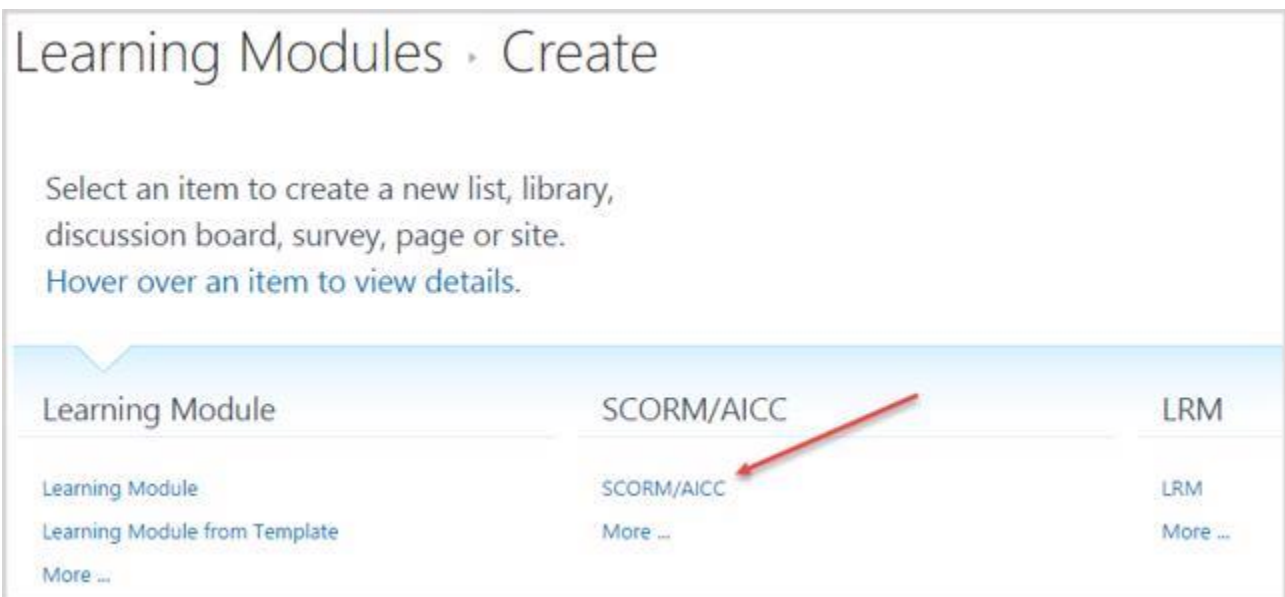 Learning Modules ▸ Create
Select an item to create a new list, library,
discussion board, survey, page or site.
Hover over an item to view details.
Learning Module
Learning Module
Learning Module from Template
More ...
SCORM/AICC
SCORM/AICC
More ...
LRM
LRM
More ...